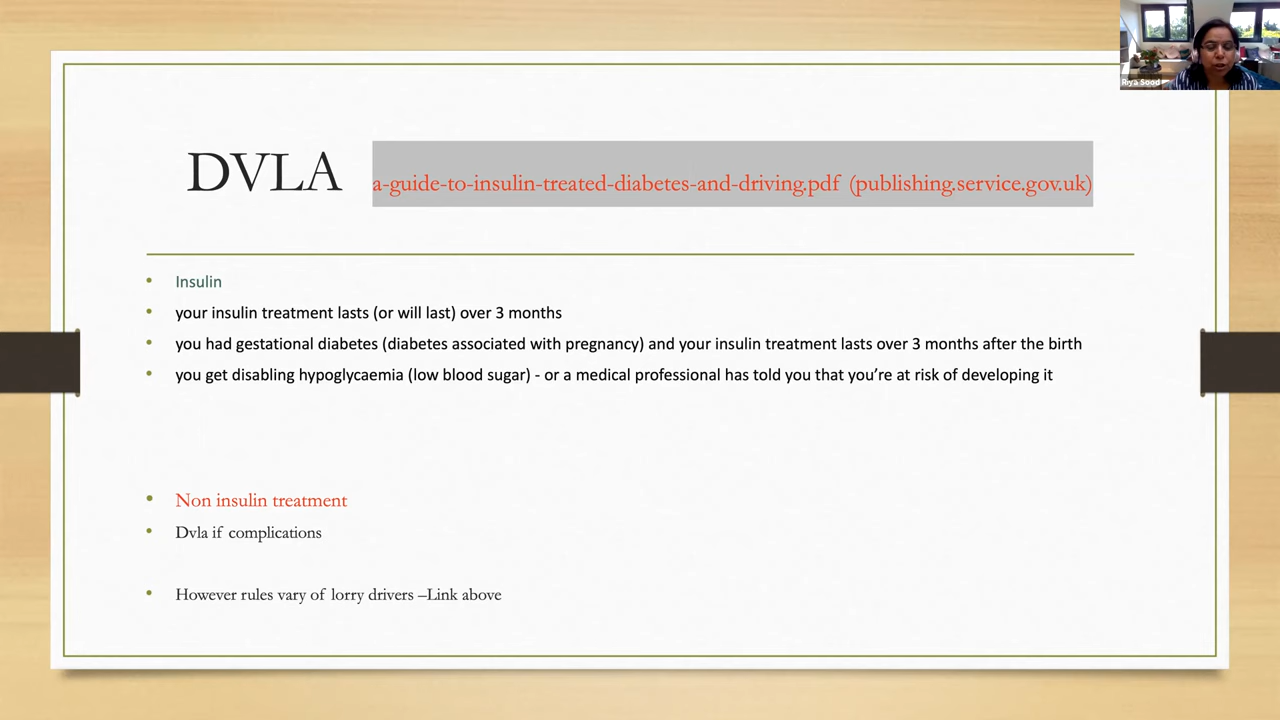 Riya Sood
DVLA a-guide-to-insulin-treated-diabetes-and-driving.pdf (publishing.service.gov.uk)
• Insulin
• your insulin treatment lasts (or will last) over 3 months
• you had gestational diabetes (diabetes associated with pregnancy) and your insulin treatment lasts over 3 months after the birth
• you get disabling hypoglycaemia (low blood sugar) - or a medical professional has told you that you’re at risk of developing it
• Non insulin treatment
• Dvla if complications
• However rules vary of lorry drivers –Link above